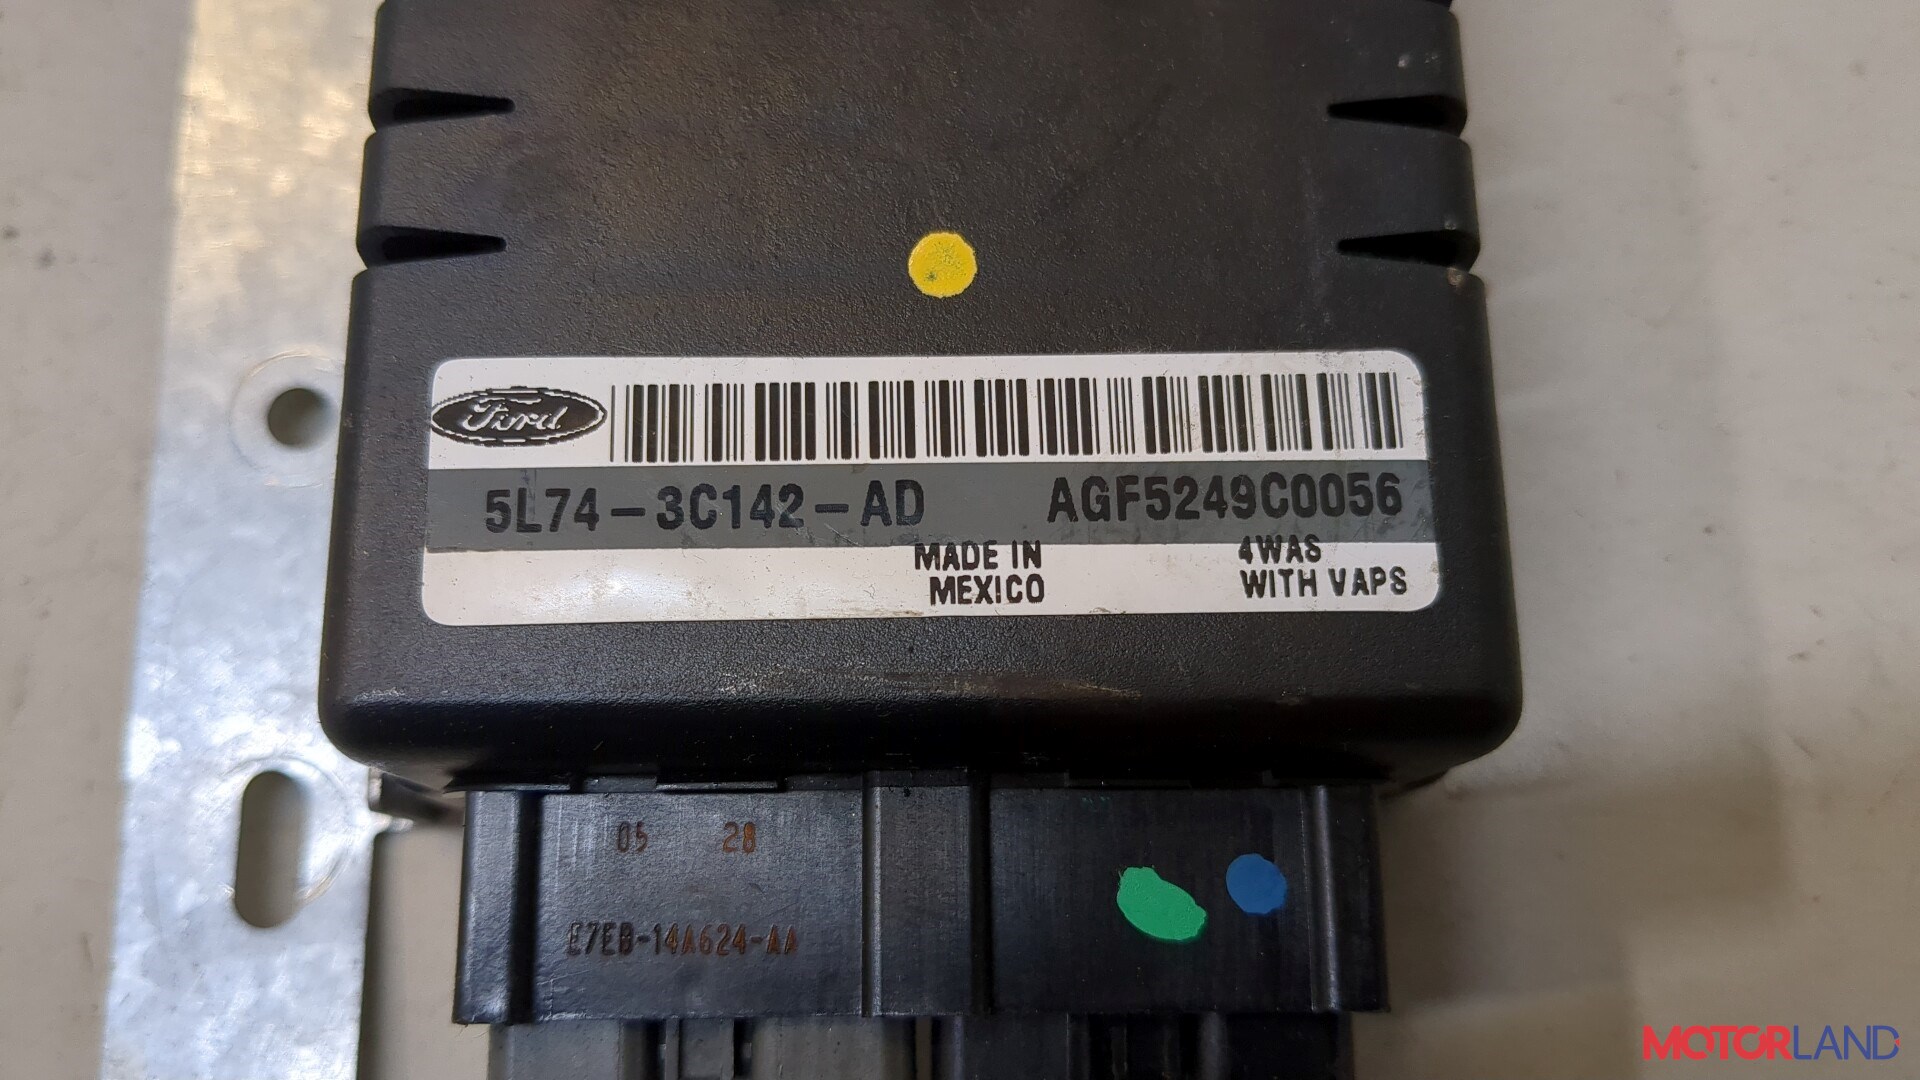 Ford
5L74-3C142-AD AGF5249C0056
MADE IN
MEXICO
4WAS
WITH VAPS
05 28
E7EB-14A624-AA
MOTORLAND